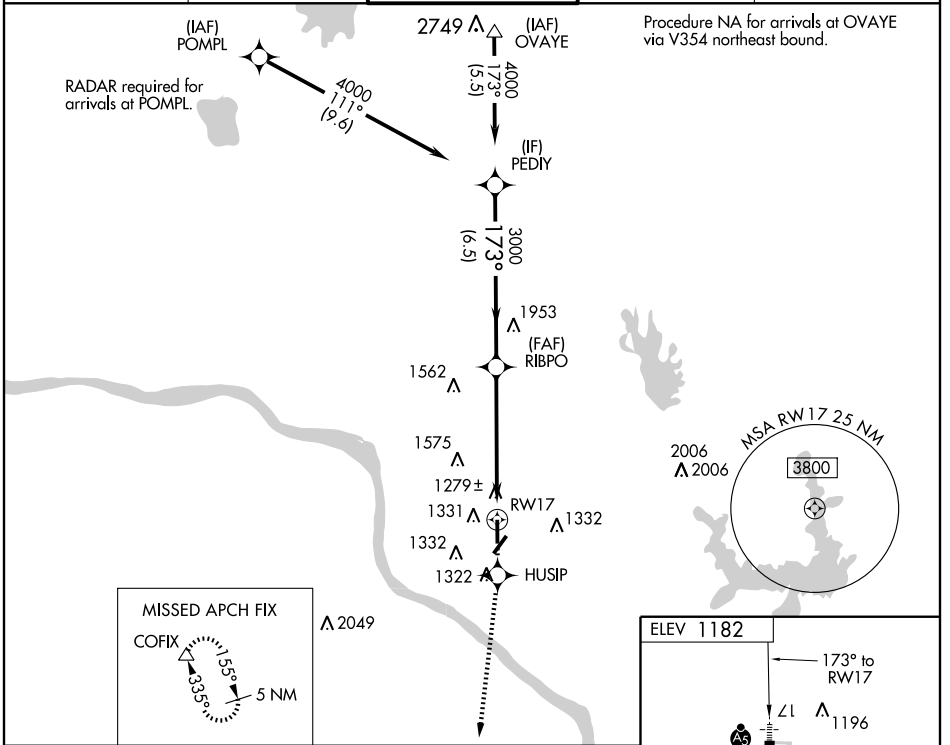 (IAF)
POMPL
2749
(IAF)
OVAYE
Procedure NA for arrivals at OVAYE
via V354 northeast bound.
RADAR required for
arrivals at POMPL.
4000
111°
(9.6)
4000
173°
(5.5)
(IF)
PEDIY
3000
173°
(6.5)
1953
(FAF)
RIBPO
1562
1575
1279±
1331
RW17
1332
1332
1322
HUSIP
2006
2006
MSA RW17 25 NM
3800
MISSED APCH FIX
COFIX
155°
335°
5 NM
2049
ELEV 1182
173° to
RW17
17
1196
A5